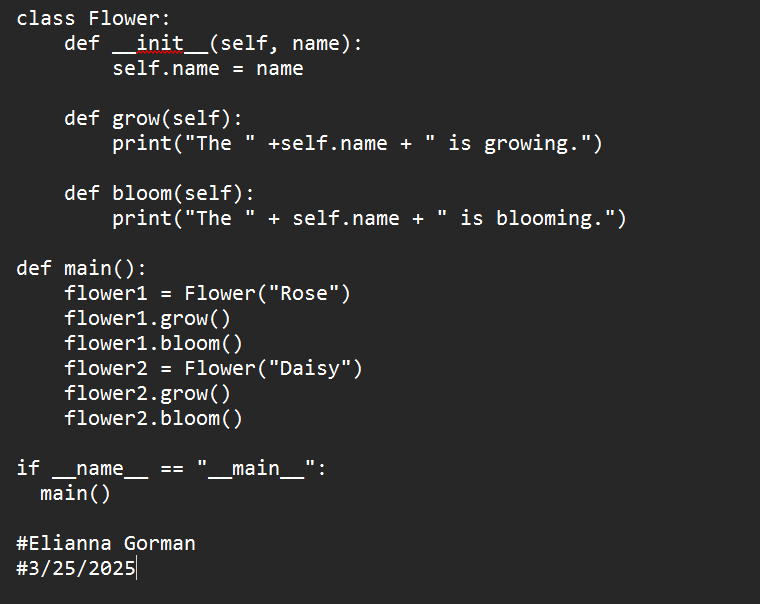 class Flower:
    def __init__(self, name):
        self.name = name

    def grow(self):
        print("The " +self.name + " is growing.")

    def bloom(self):
        print("The " + self.name + " is blooming.")

def main():
    flower1 = Flower("Rose")
    flower1.grow()
    flower1.bloom()
    flower2 = Flower("Daisy")
    flower2.grow()
    flower2.bloom()

if __name__ == "__main__":
  main()

#Elianna Gorman
#3/25/2025